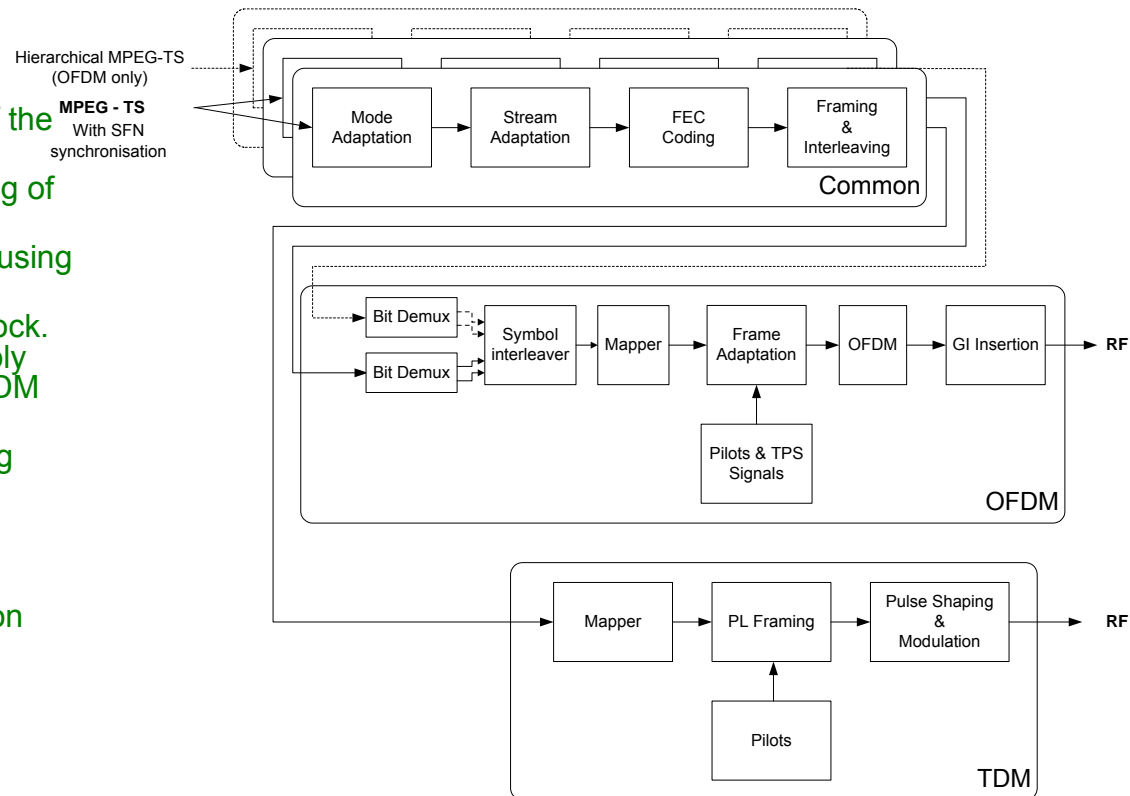 Hierarchical MPEG-TS
(OFDM only)
the
MPEG - TS
With SFN
synchronisation
g of
using
ock.
oly
DM
g
on
Mode
Adaptation
Stream
Adaptation
FEC
Coding
Framing
&
Interleaving
Common
Bit Demux
Bit Demux
Symbol
interleaver
Mapper
Frame
Adaptation
OFDM
GI Insertion
RF
Pilots & TPS
Signals
OFDM
Mapper
PL Framing
Pulse Shaping
&
Modulation
RF
Pilots
TDM